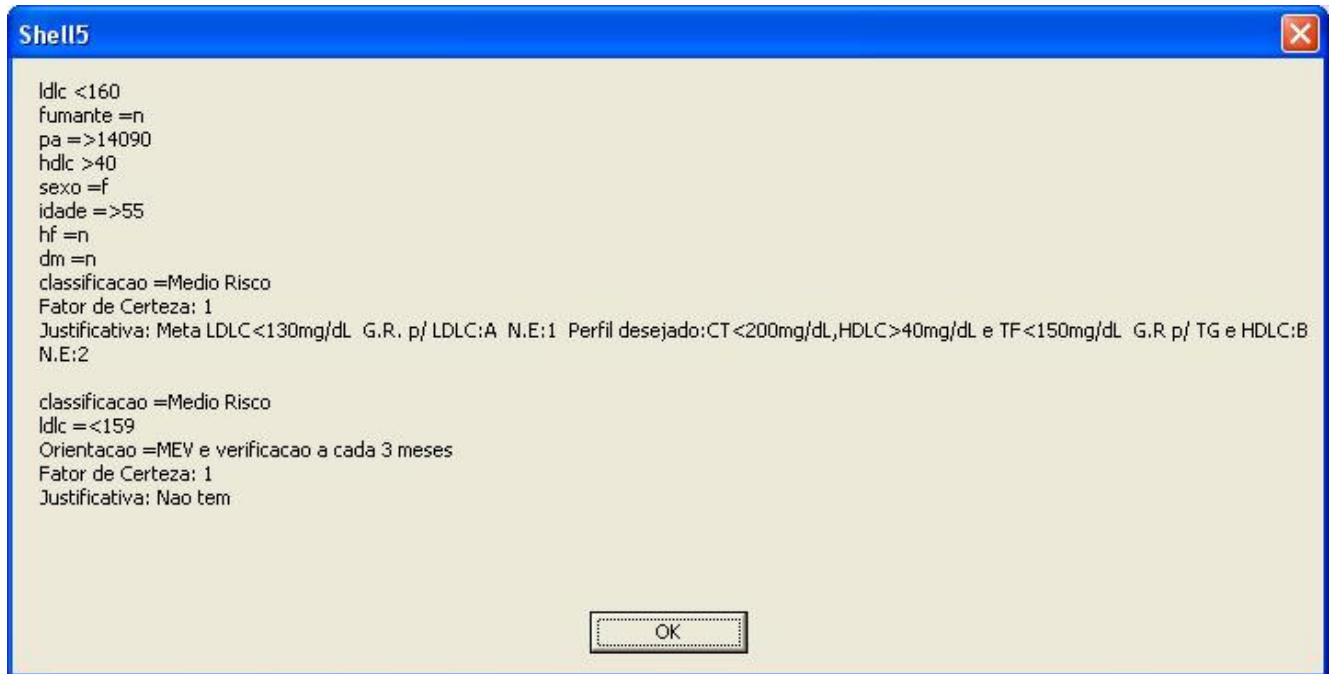 Shell5
ldlc <160
fumante =n
pa =>14090
hdlc >40
sexo =f
idade =>55
hf =n
dm =n
classificacao =Medio Risco
Fator de Certeza: 1
Justificativa: Meta LDLC<130mg/dL  G.R. p/ LDLC:A  N.E:1  Perfil desejado:CT<200mg/dL,HDLC>40mg/dL e TF<150mg/dL  G.R p/ TG e HDLC:B
N.E:2
classificacao =Medio Risco
ldlc =<159
Orientacao =MEV e verificacao a cada 3 meses
Fator de Certeza: 1
Justificativa: Nao tem
OK